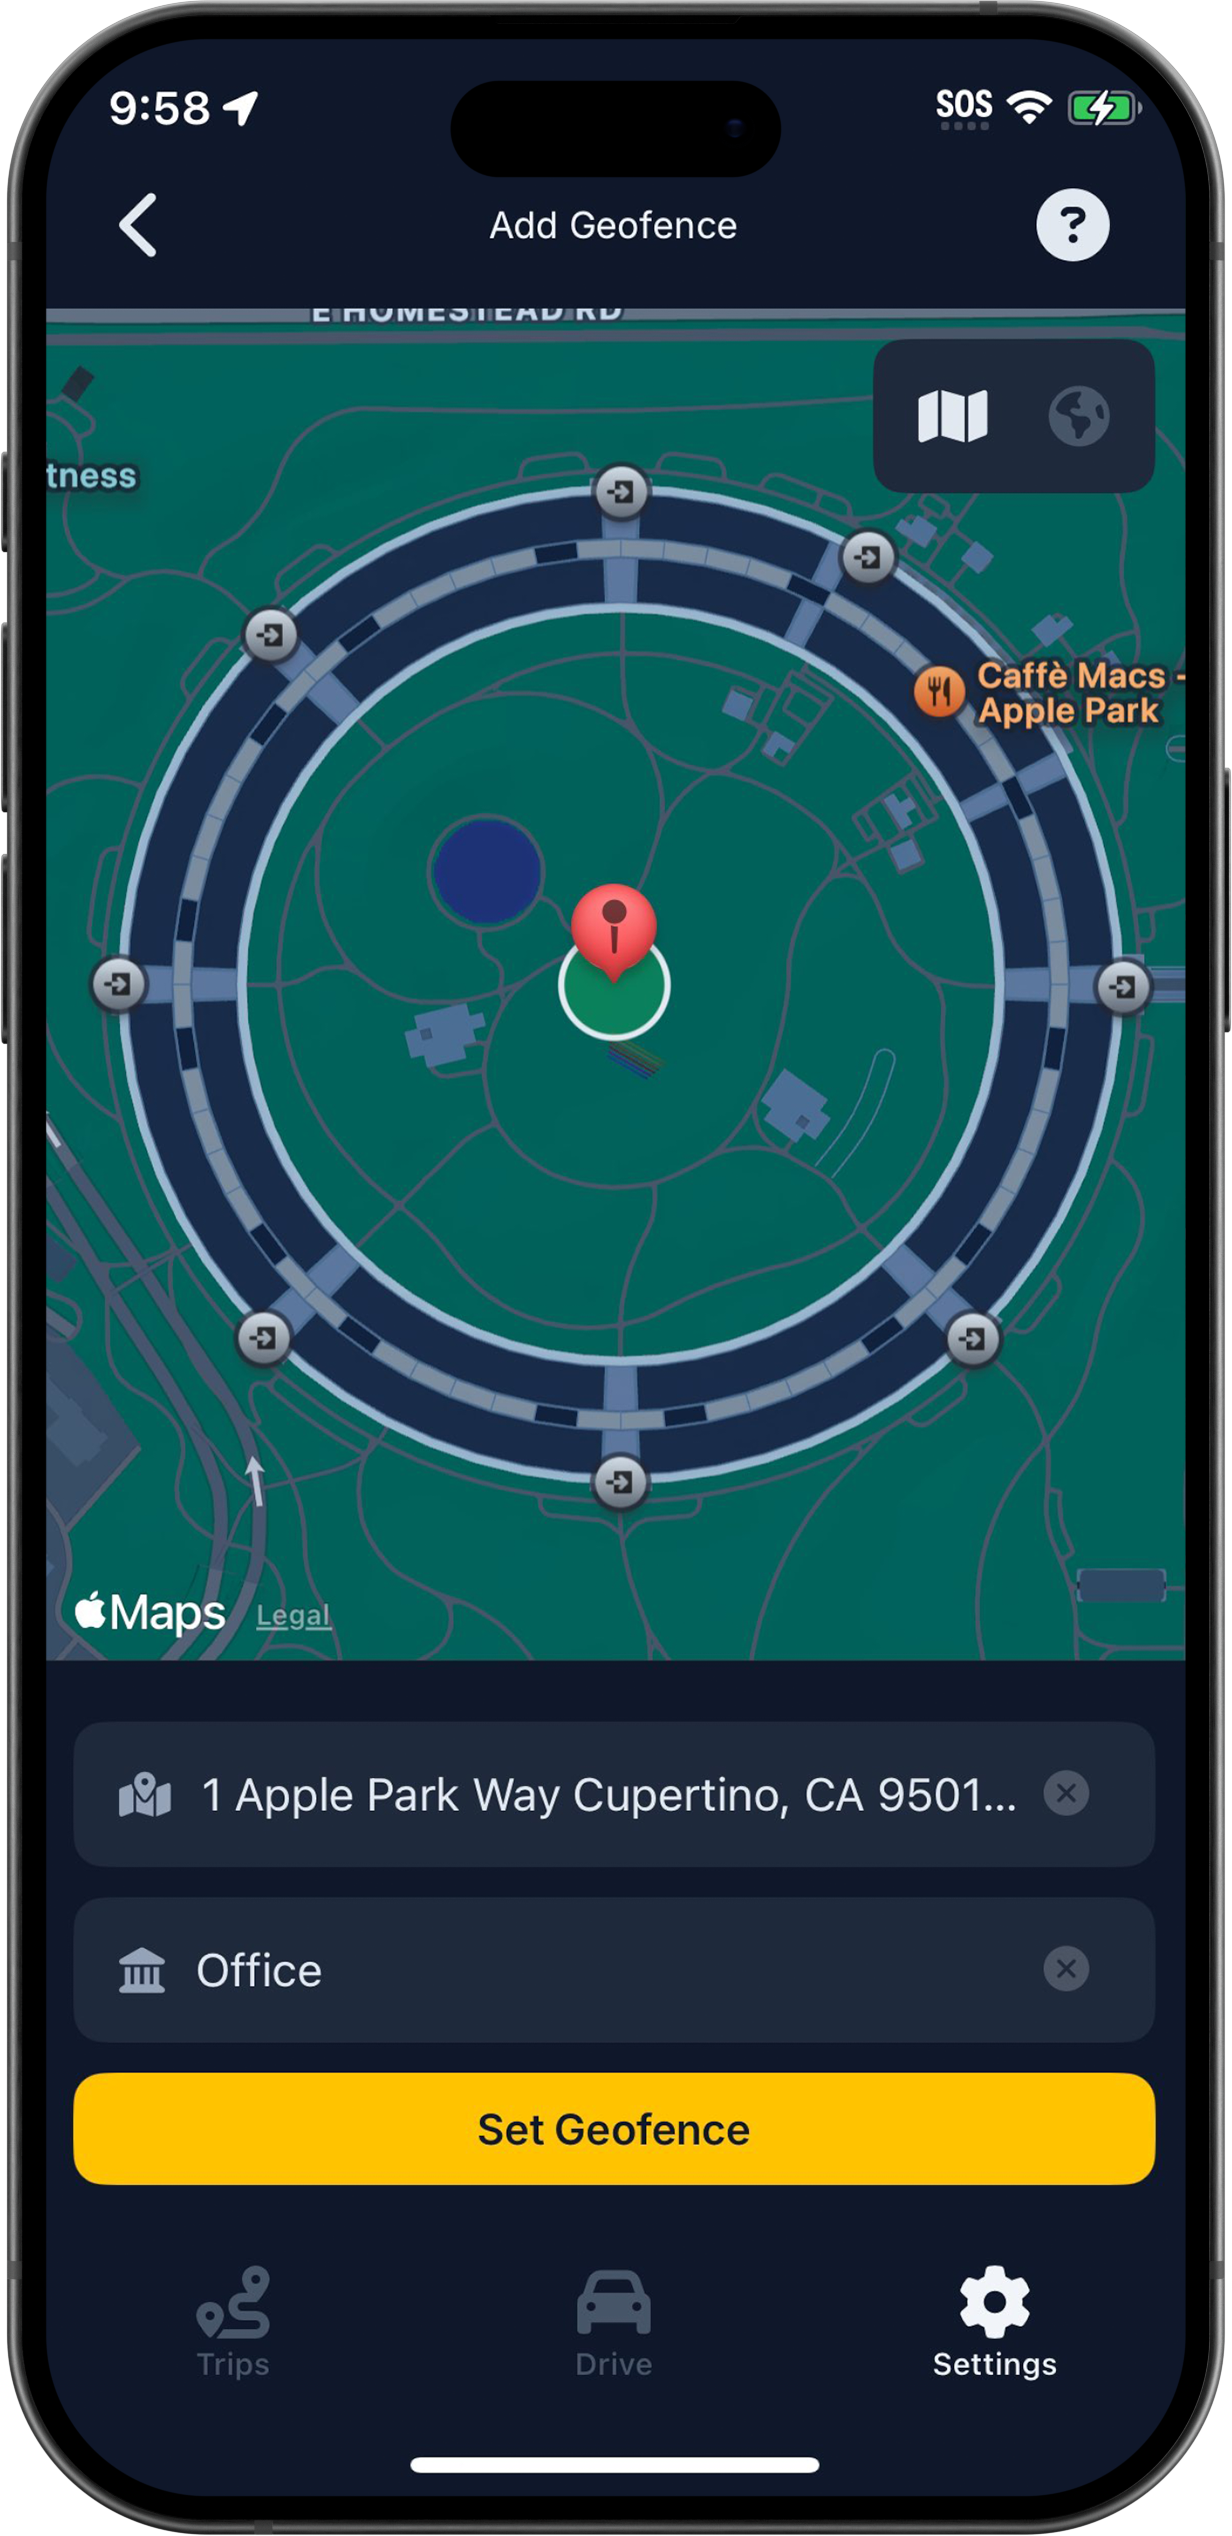 9:58
SOS
Add Geofence
E HOMESTEAD RD
tness
Caffè Macs -
Apple Park
Maps
Legal
1 Apple Park Way Cupertino, CA 9501...
Office
Set Geofence
Trips
Drive
Settings